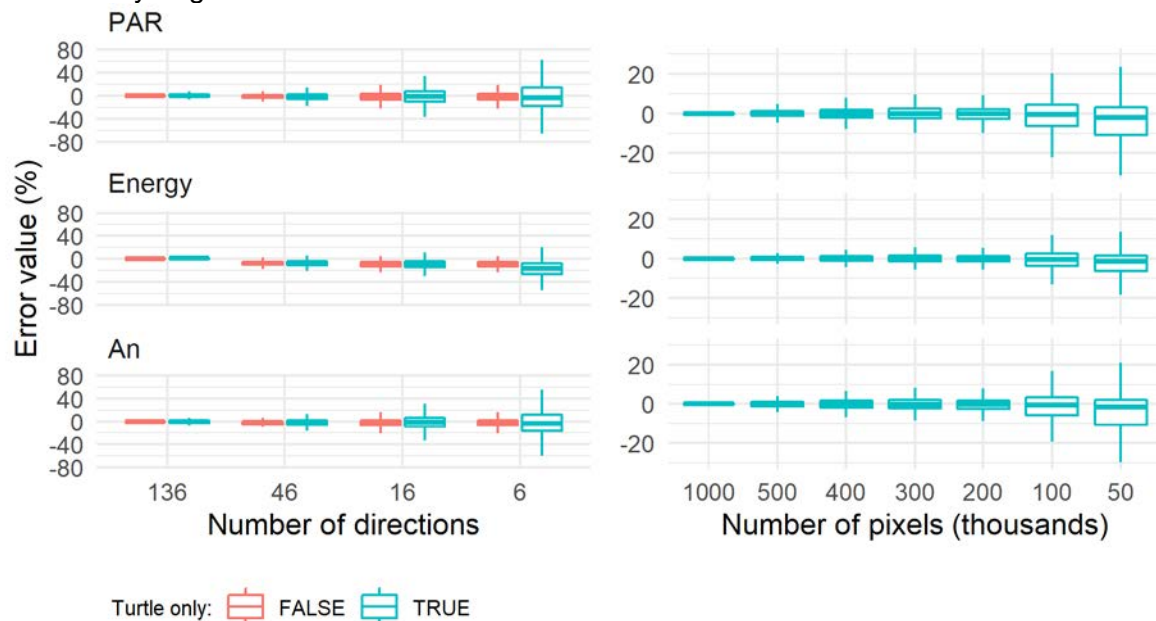 PAR
80
40
0
-40
-80
20
0
-20
Energy
80
40
0
-40
-80
20
0
-20
An
80
40
0
-40
-80
20
0
-20
Error value (%)
136 46 16 6
1000 500 400 300 200 100 50
Number of directions
Number of pixels (thousands)
Turtle only: FALSE TRUE